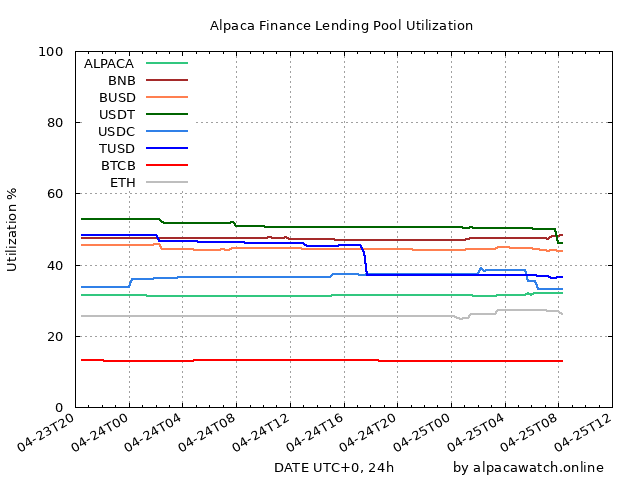 Alpaca Finance Lending Pool Utilization
100
80
60
40
20
0
Utilization %
ALPACA
BNB
BUSD
USDT
USDC
TUSD
BTCB
ETH
04-23T20
04-24T00
04-24T04
04-24T08
04-24T12
04-24T16
04-24T20
04-25T00
04-25T04
04-25T08
04-25T12
DATE UTC+0, 24h
by alpacawatch.online